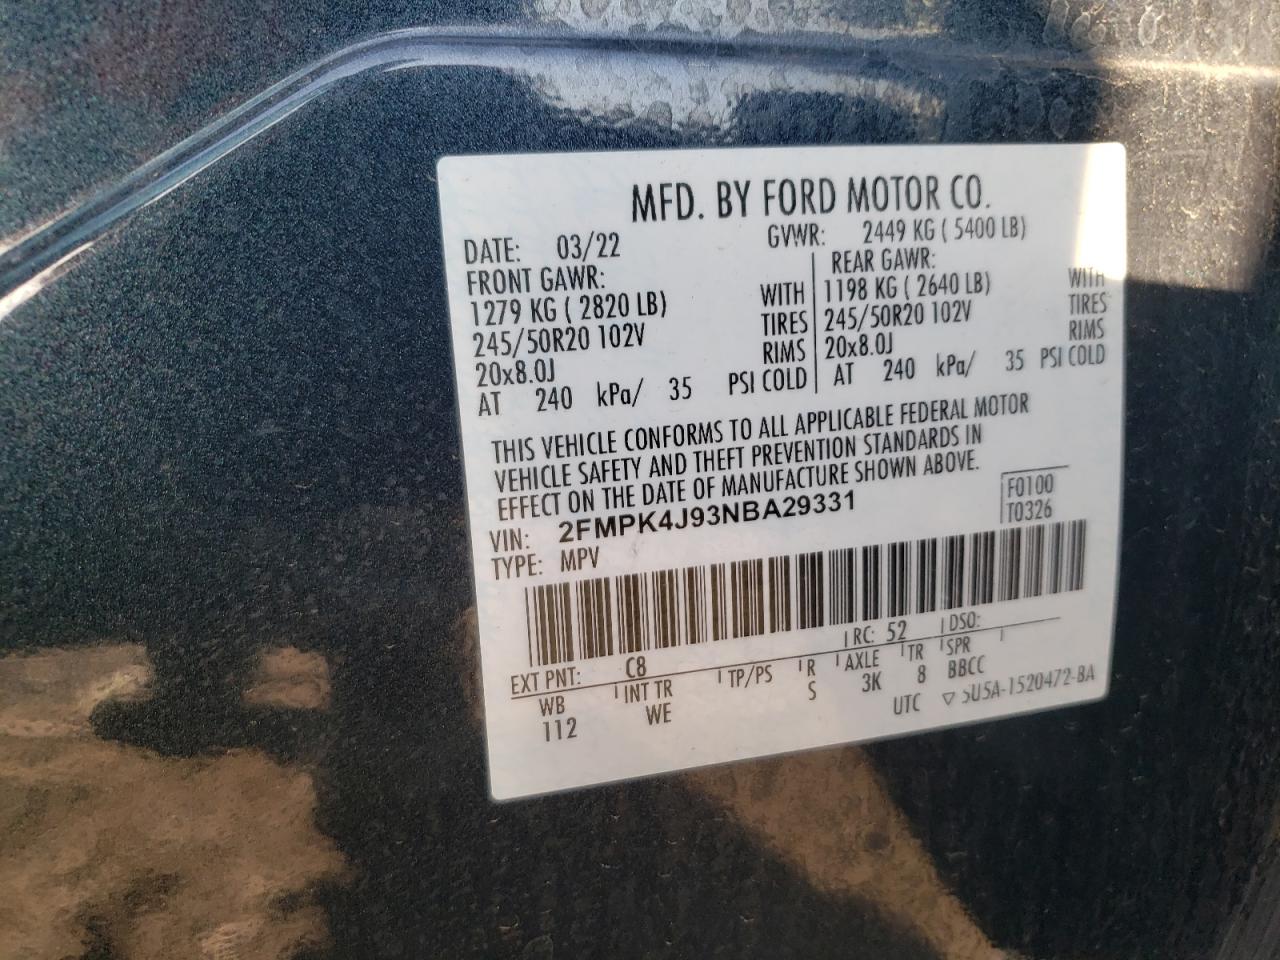 MFD. BY FORD MOTOR CO.
DATE: 03/22 GVWR: 2449 KG ( 5400 LB)
FRONT GAWR: REAR GAWR:
1279 KG ( 2820 LB) WITH 1198 KG ( 2640 LB) WITH
245/50R20 102V TIRES 245/50R20 102V TIRES
20x8.0J RIMS 20x8.0J RIMS
AT 240 kPa/ 35 PSI COLD AT 240 kPa/ 35 PSI COLD
THIS VEHICLE CONFORMS TO ALL APPLICABLE FEDERAL MOTOR
VEHICLE SAFETY AND THEFT PREVENTION STANDARDS IN
EFFECT ON THE DATE OF MANUFACTURE SHOWN ABOVE.
VIN: 2FMPK4J93NBA29331 F0100
TYPE: MPV T0326
EXT PNT: C8 RC: 52 DSO:
WB INT TR TP/PS R AXLE TR SPR
112 WE S 3K 8 BBCC
UTC ▽ 5U5A-1520472-BA